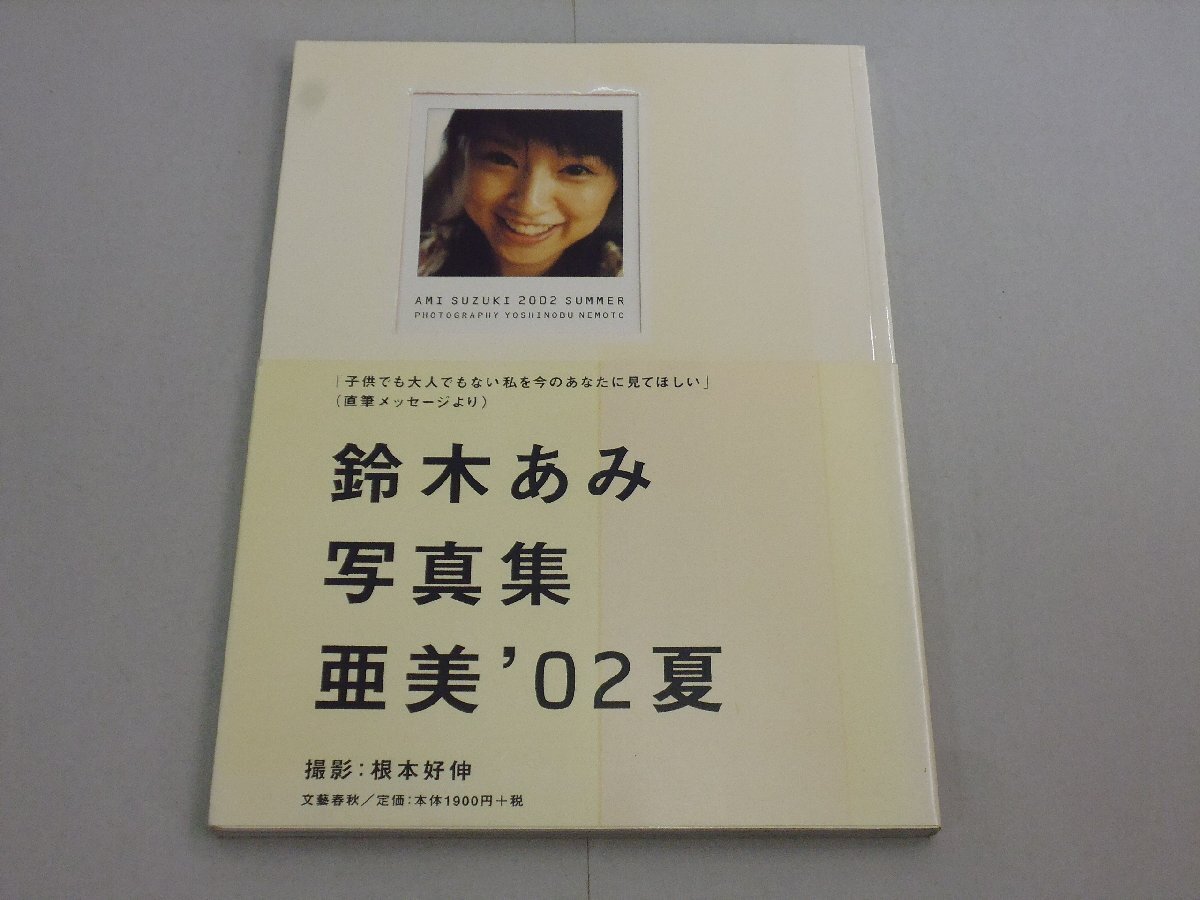 AMI SUZUKI 2002 SUMMER
PHOTOGRAPHY YOSHINOBU NEMOTO
「子供でも大人でもない私を今のあなたに見てほしい」
(直筆メッセージより)
鈴木あみ
写真集
亜美'02夏
撮影:根本好伸
文藝春秋/定価:本体1900円+税